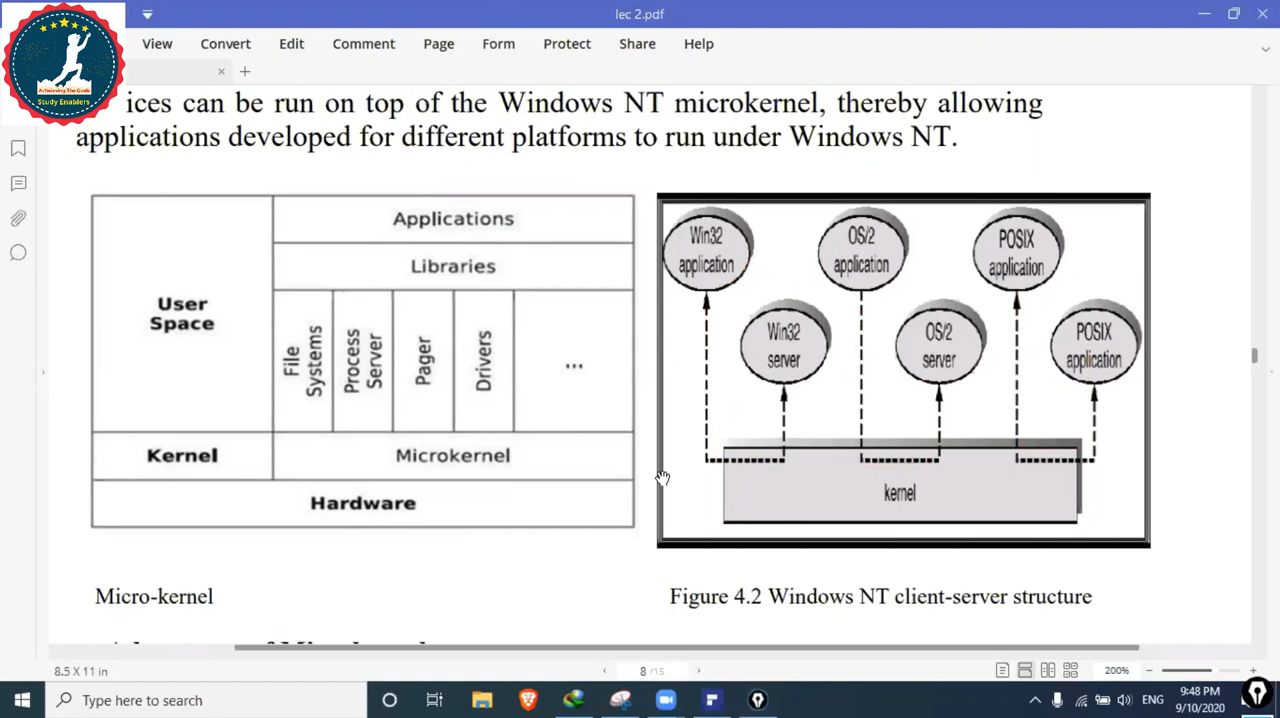 lec 2.pdf
View Convert Edit Comment Page Form Protect Share Help
Achieveing The Goals
Study Enablers
ices can be run on top of the Windows NT microkernel, thereby allowing
applications developed for different platforms to run under Windows NT.
Applications
Libraries
User
Space
File
Systems
Process
Server
Pager
Drivers
...
Kernel
Microkernel
Hardware
Win32
application
OS/2
application
POSIX
application
Win32
server
OS/2
server
POSIX
application
kernel
Micro-kernel
Figure 4.2 Windows NT client-server structure
8.5 X 11 in
8 /15
200%
Type here to search
ENG
9:48 PM
9/10/2020